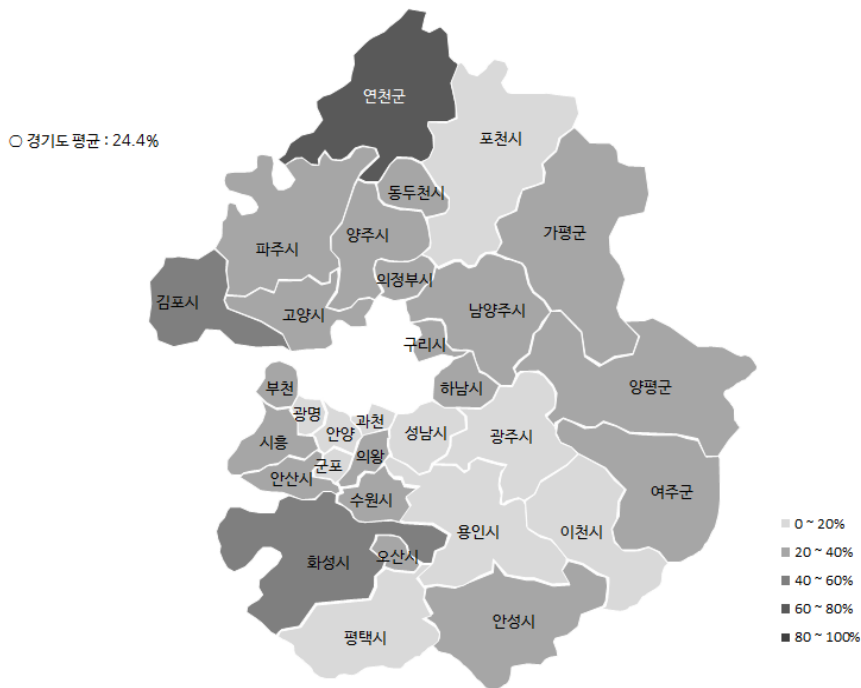 연천군
포천시
○ 경기도 평균 : 24.4%
동두천시
가평군
양주시
파주시
의정부시
김포시
남양주시
고양시
구리시
부천
하남시
양평군
광명
과천
안양
성남시
광주시
시흥
의왕
군포
안산시
여주군
수원시
용인시
이천시
0 ~ 20%
20 ~ 40%
화성시
오산시
40 ~ 60%
60 ~ 80%
안성시
평택시
80 ~ 100%